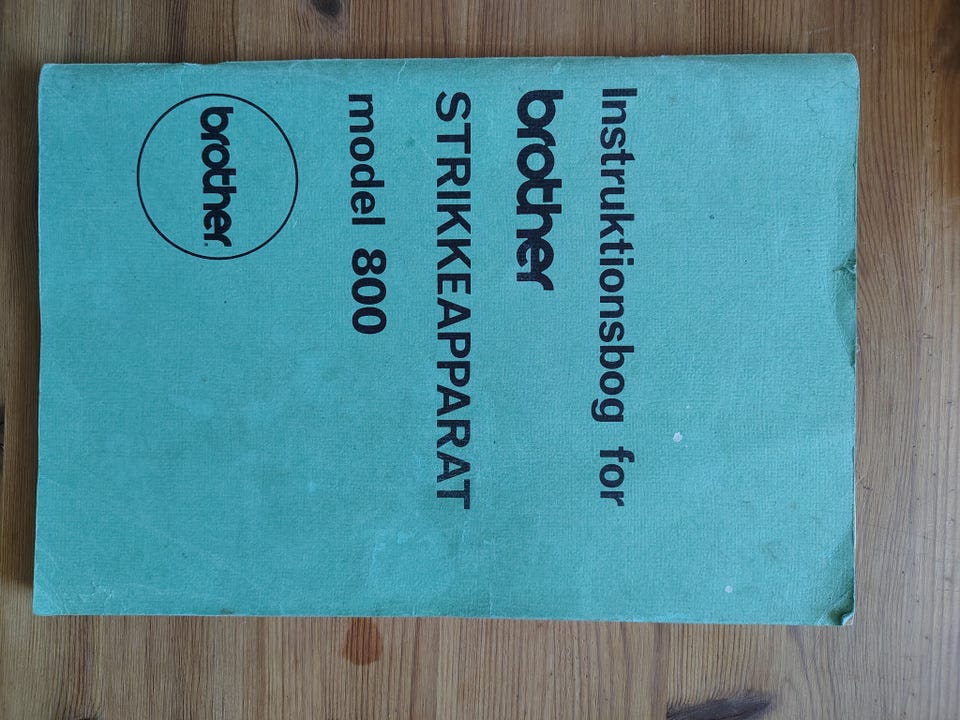 Instruktionsbog for
brother
STRIKKEAPPARAT
model 800
brother